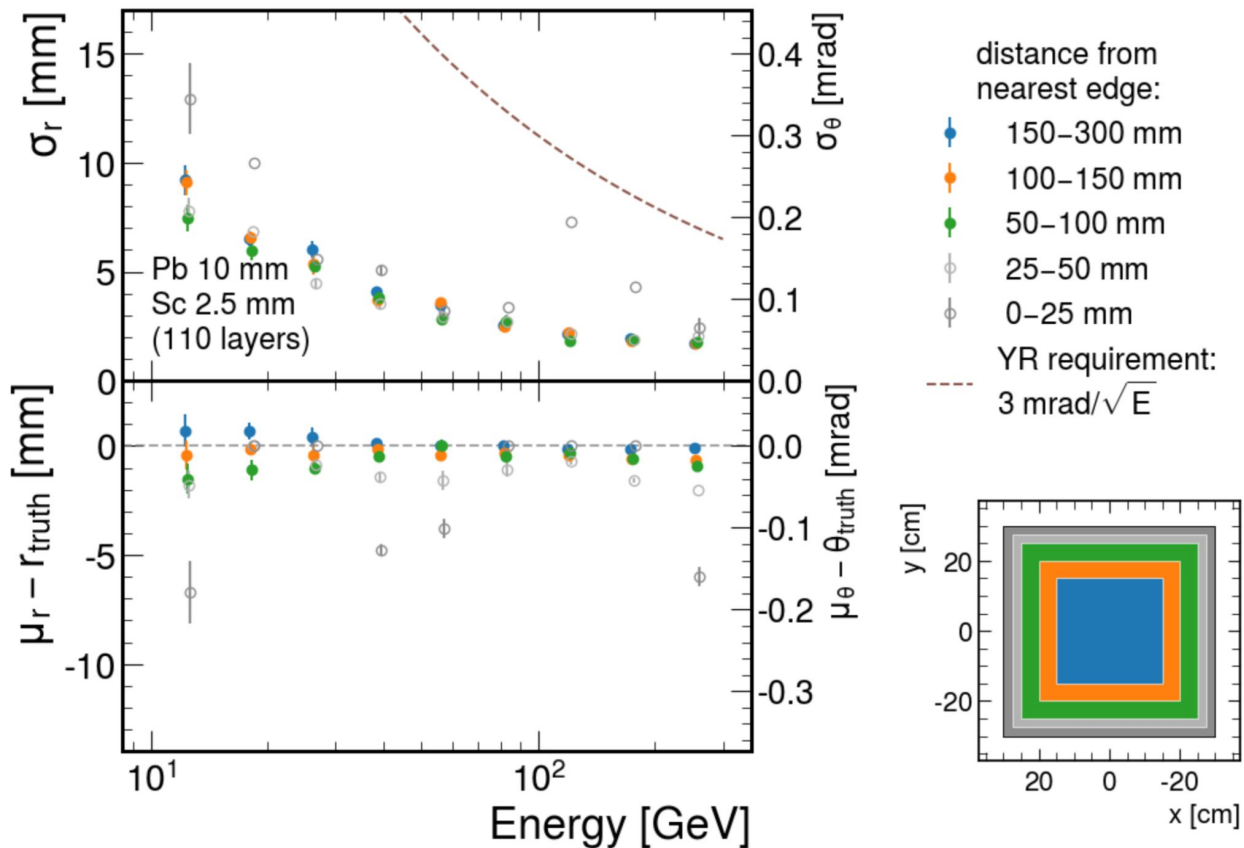 σr [mm]
15
10
5
0
0.4
0.3
0.2
0.1
0.0
σθ [mrad]
Pb 10 mm
Sc 2.5 mm
(110 layers)
μr − rtruth [mm]
0
-5
-10
0.0
-0.1
-0.2
-0.3
μθ − θtruth [mrad]
10¹
10²
Energy [GeV]
distance from
nearest edge:
150−300 mm
100−150 mm
50−100 mm
25−50 mm
0−25 mm
YR requirement:
3 mrad/√E
y [cm]
20
0
-20
20
0
-20
x [cm]